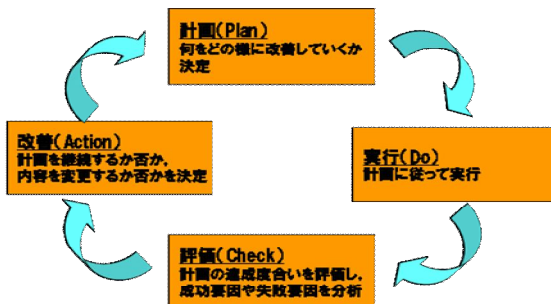 計画(Plan)
何をどの様に改善していくか
決定
改善(Action)
計画を継続するか否か,
内容を変更するか否かを決定
実行(Do)
計画に従って実行
評価(Check)
計画の達成度合いを評価し,
成功要因や失敗要因を分析